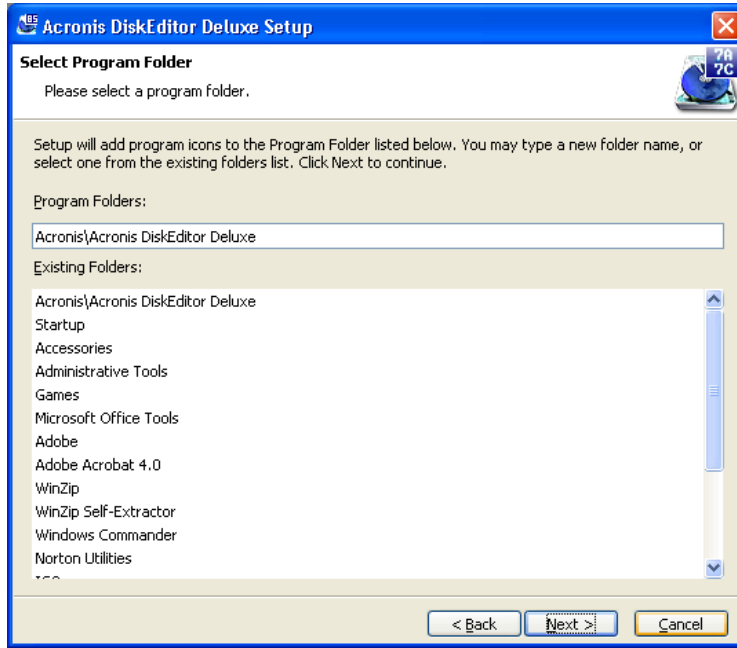 Acronis DiskEditor Deluxe Setup
Select Program Folder
Please select a program folder.
7A
7C
Setup will add program icons to the Program Folder listed below. You may type a new folder name, or
select one from the existing folders list. Click Next to continue.
Program Folders:
Acronis\Acronis DiskEditor Deluxe
Existing Folders:
Acronis\Acronis DiskEditor Deluxe
Startup
Accessories
Administrative Tools
Games
Microsoft Office Tools
Adobe
Adobe Acrobat 4.0
WinZip
WinZip Self-Extractor
Windows Commander
Norton Utilities
< Back
Next >
Cancel